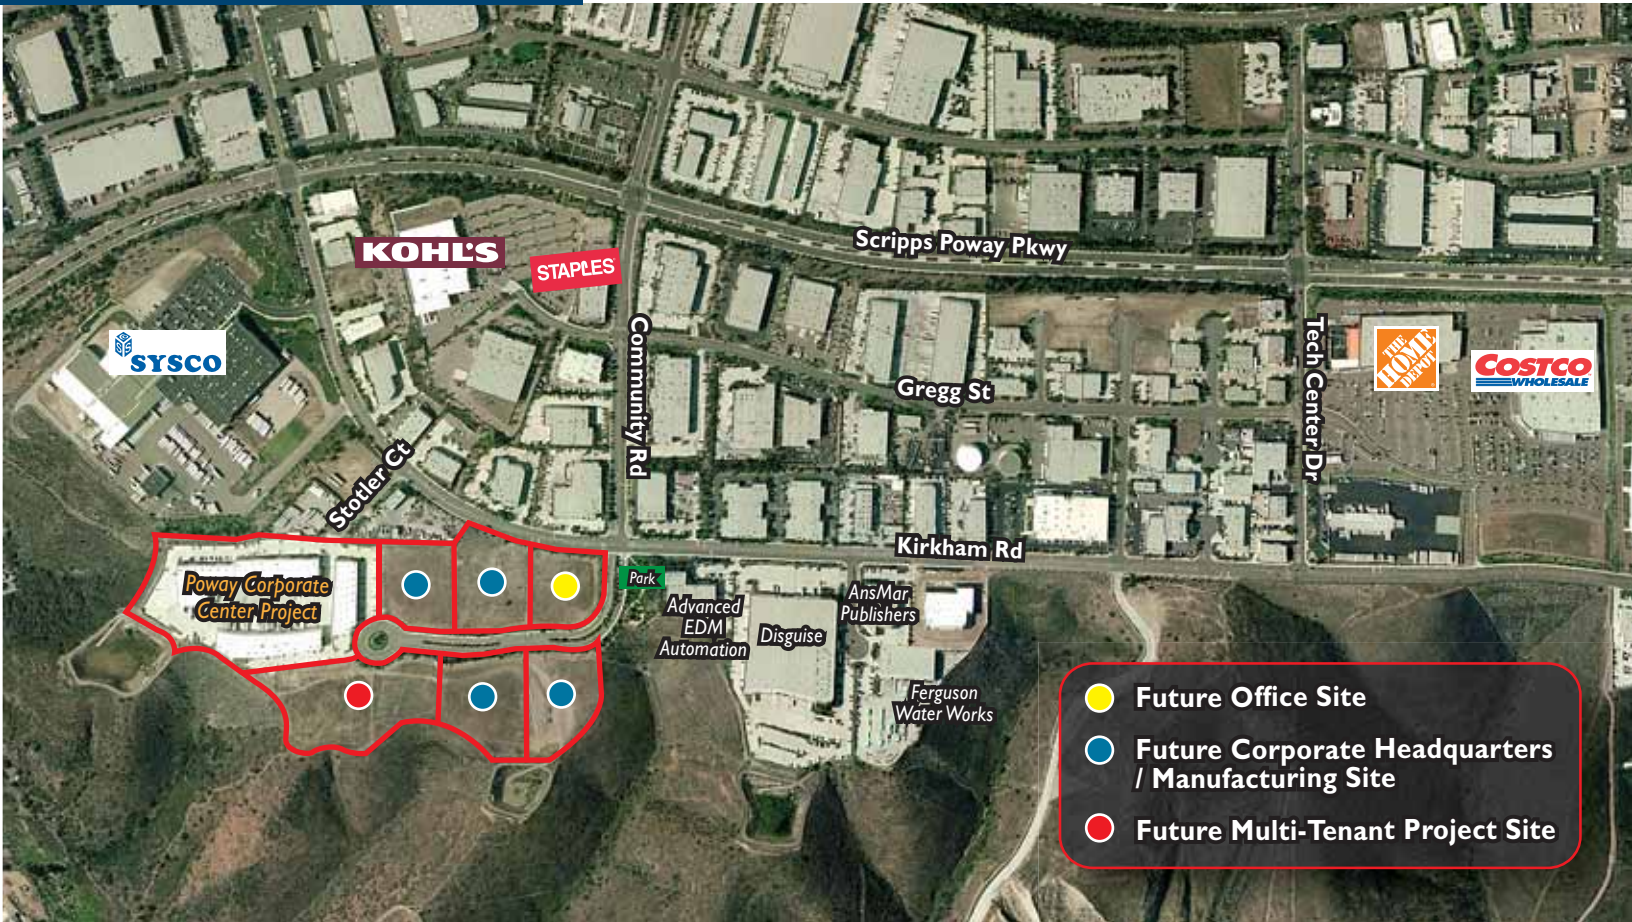 Scripps Poway Pkwy
KOHL'S
STAPLES
SYSCO
Community Rd
Tech Center Dr
THE
HOME
DEPOT
COSTCO
WHOLESALE
Gregg St
Stotler Ct
Kirkham Rd
Poway Corporate
Center Project
Park
Advanced
EDM
Automation
Disguise
AnsMar
Publishers
Ferguson
Water Works
Future Office Site
Future Corporate Headquarters
/ Manufacturing Site
Future Multi-Tenant Project Site